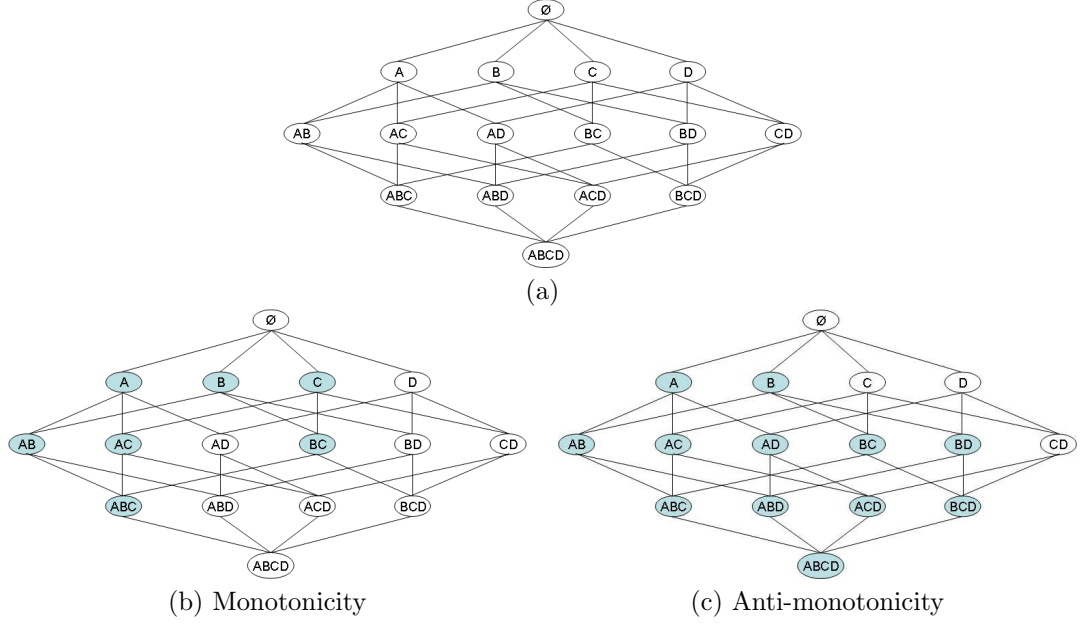 Ø
A B C D
AB AC AD BC BD CD
ABC ABD ACD BCD
ABCD
(a)
Ø
A B C D
AB AC AD BC BD CD
ABC ABD ACD BCD
ABCD
(b) Monotonicity
Ø
A B C D
AB AC AD BC BD CD
ABC ABD ACD BCD
ABCD
(c) Anti-monotonicity